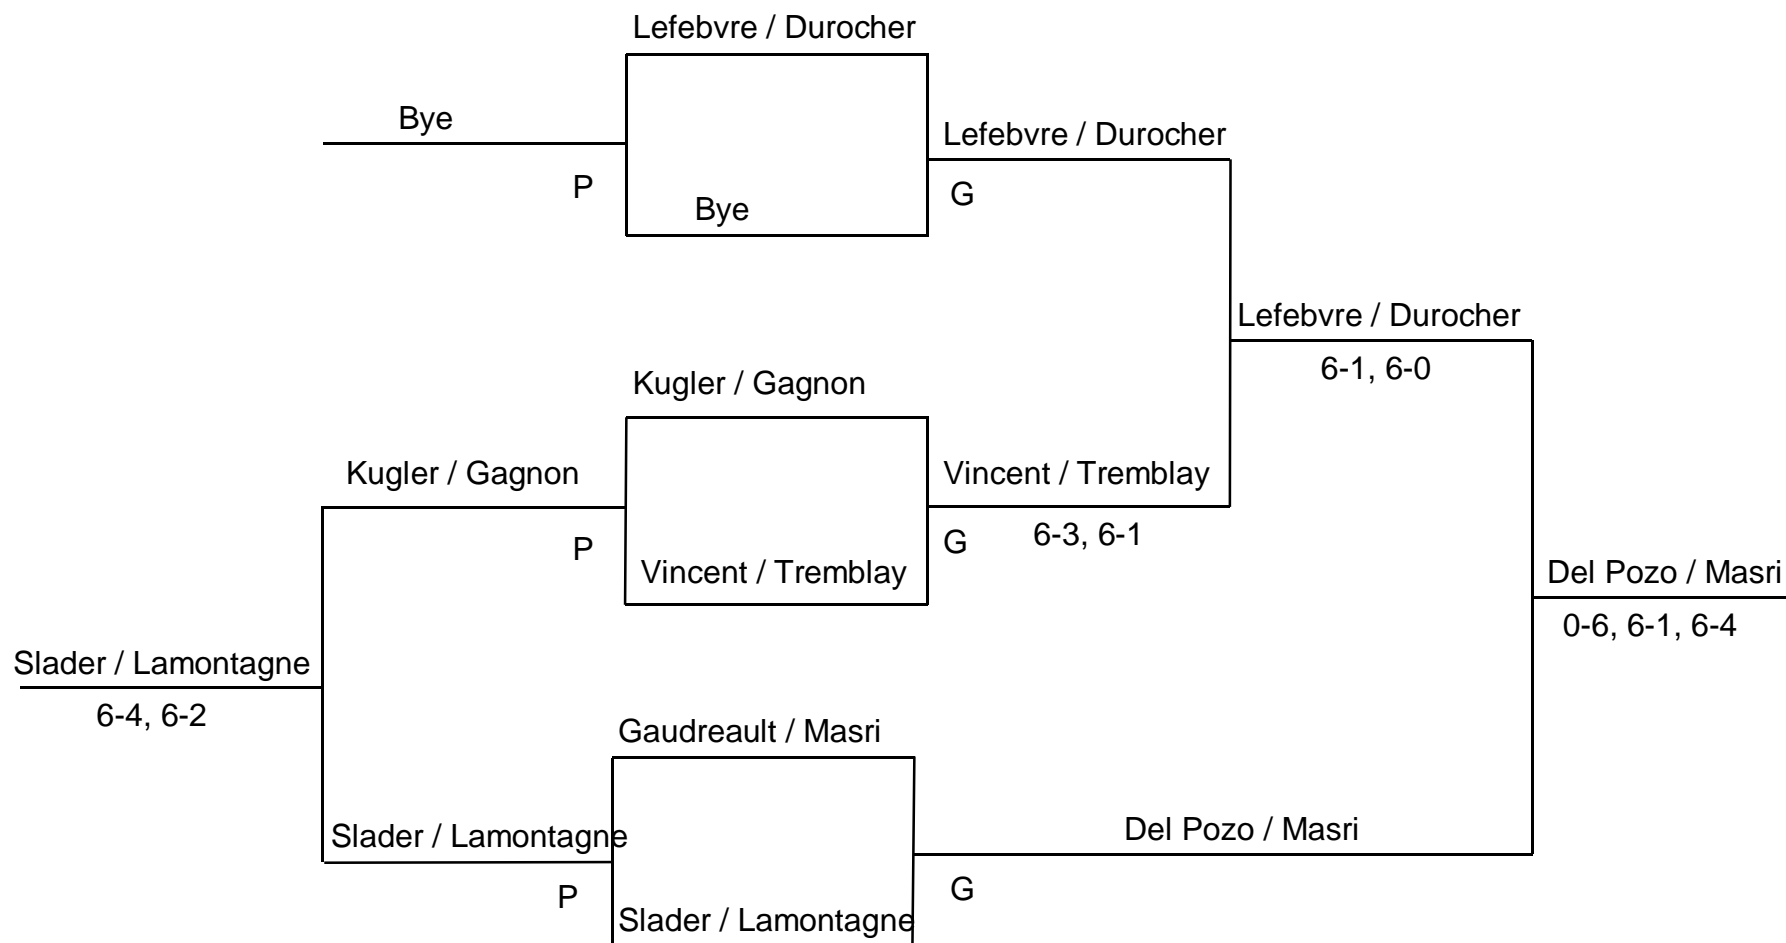 Lefebvre / Durocher
Bye
Lefebvre / Durocher
P
G
Bye
Lefebvre / Durocher
6-1, 6-0
Kugler / Gagnon
Kugler / Gagnon
Vincent / Tremblay
P
G
6-3, 6-1
Vincent / Tremblay
Del Pozo / Masri
0-6, 6-1, 6-4
Slader / Lamontagne
6-4, 6-2
Gaudreault / Masri
Slader / Lamontagne
Del Pozo / Masri
P
G
Slader / Lamontagne